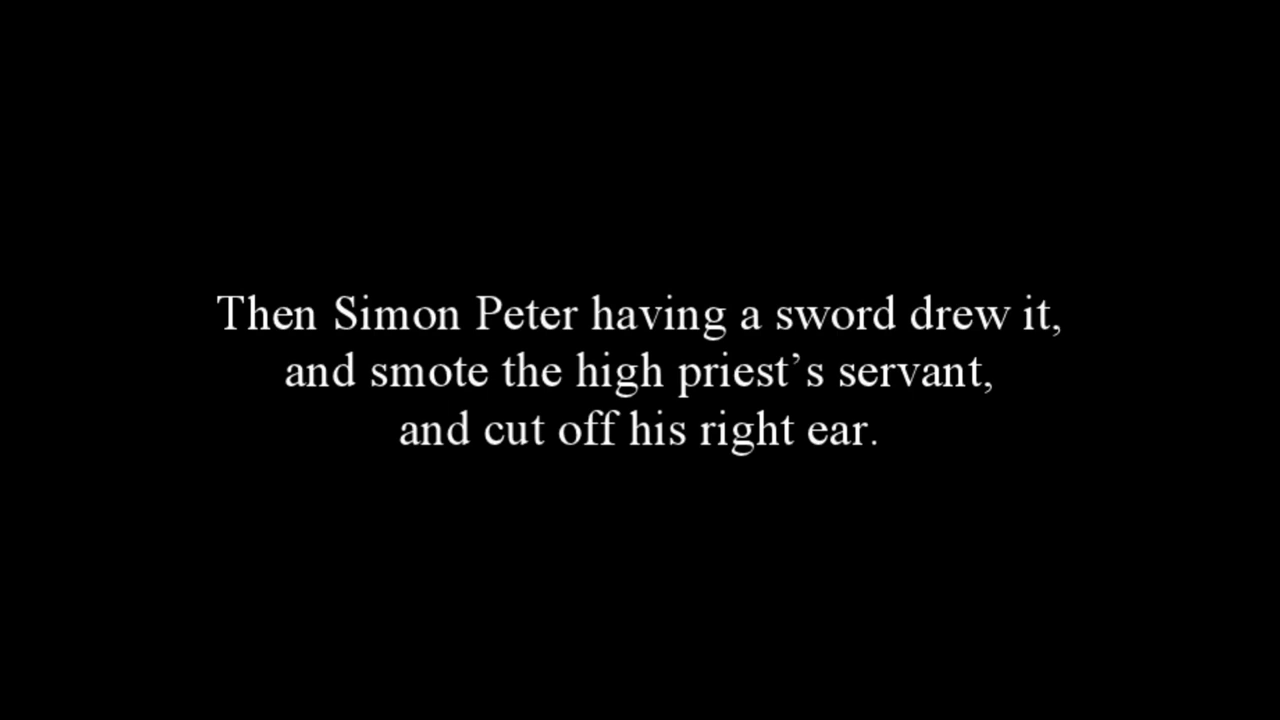 Then Simon Peter having a sword drew it,
and smote the high priest’s servant,
and cut off his right ear.